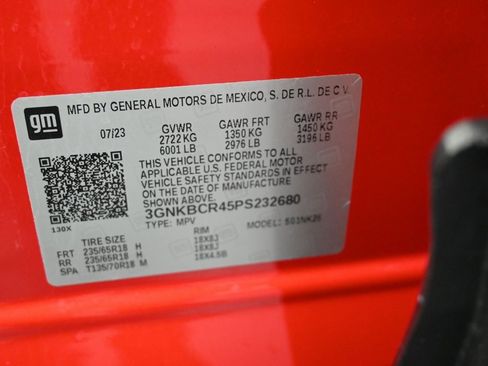 gm
MFD BY GENERAL MOTORS DE MEXICO, S. DE R.L. DE C V.
07/23 GVWR GAWR FRT GAWR RR
2722 KG 1350 KG 1450 KG
6001 LB 2976 LB 3196 LB
THIS VEHICLE CONFORMS TO ALL
APPLICABLE U.S. FEDERAL MOTOR
VEHICLE SAFETY STANDARDS IN EFFECT
ON THE DATE OF MANUFACTURE
SHOWN ABOVE.
3GNKBCR45PS232680
130X TYPE: MPV MODEL:
TIRE SIZE RIM
FRT 235/65R18 H 18X8J
RR 235/65R18 H 18X8J
SPA T135/70R18 M 18X4.5B